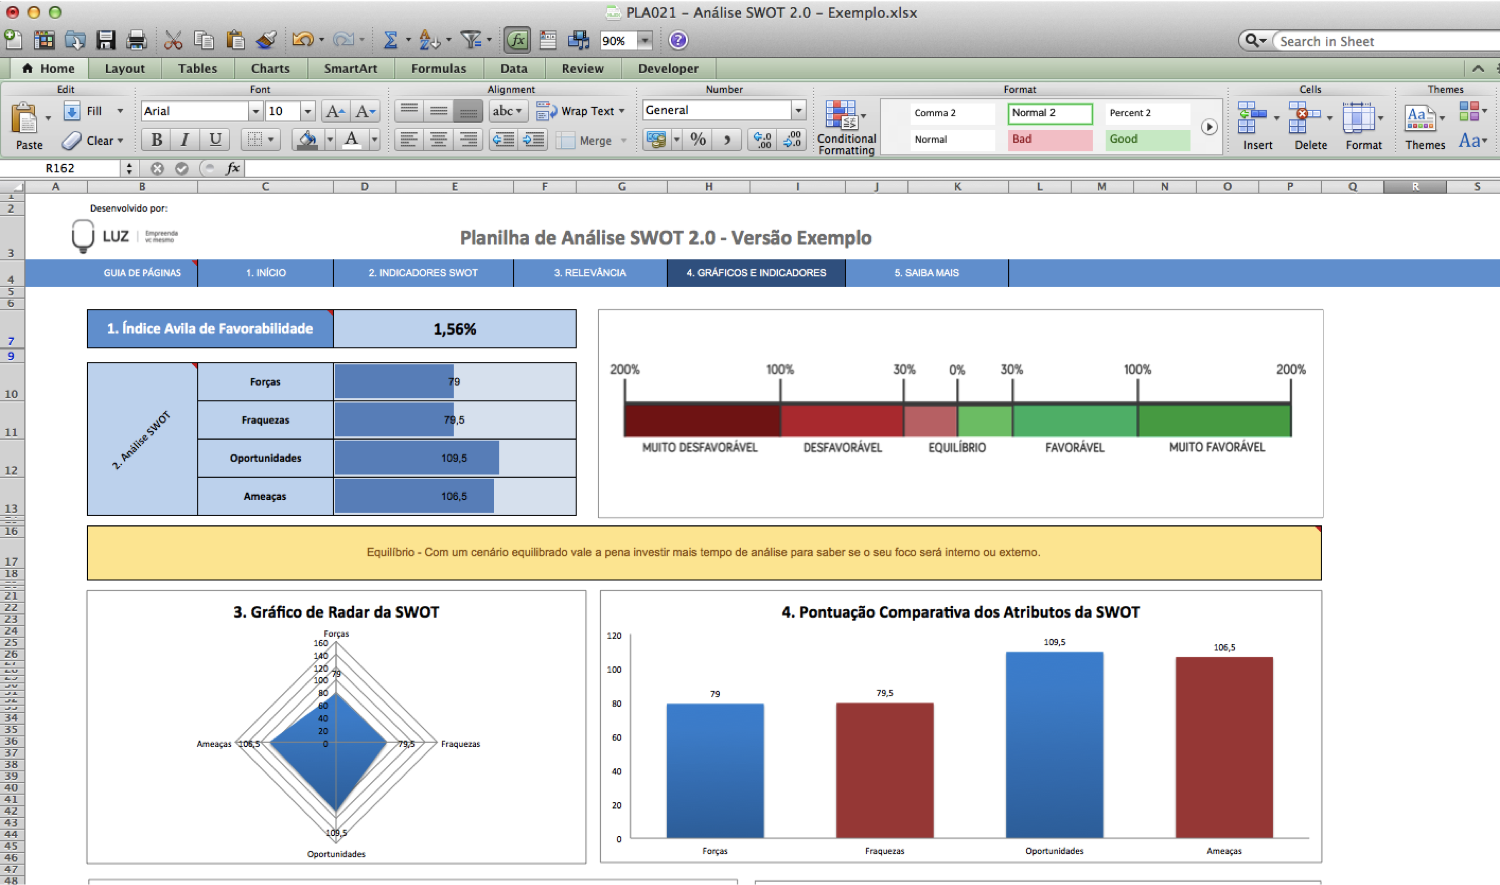 PLA021 – Análise SWOT 2.0 – Exemplo.xlsx
90%
Search in Sheet
Home Layout Tables Charts SmartArt Formulas Data Review Developer
Edit Font Alignment Number Format Cells Themes
Fill Arial 10 abc Wrap Text General Comma 2 Normal 2 Percent 2
Paste Clear B I U A Merge % Conditional Formatting Normal Bad Good Insert Delete Format Themes
R162 fx
A B C D E F G H I J K L M N O P Q R S
Desenvolvido por:
LUZ Empreenda vc mesmo
Planilha de Análise SWOT 2.0 - Versão Exemplo
GUIA DE PÁGINAS 1. INÍCIO 2. INDICADORES SWOT 3. RELEVÂNCIA 4. GRÁFICOS E INDICADORES 5. SAIBA MAIS
1. Índice Avila de Favorabilidade 1,56%
2. Análise SWOT
Forças 79
Fraquezas 79,5
Oportunidades 109,5
Ameaças 106,5
200% 100% 30% 0% 30% 100% 200%
MUITO DESFAVORÁVEL DESFAVORÁVEL EQUILÍBRIO FAVORÁVEL MUITO FAVORÁVEL
Equilíbrio - Com um cenário equilibrado vale a pena investir mais tempo de análise para saber se o seu foco será interno ou externo.
3. Gráfico de Radar da SWOT
Forças
160
140
120
79
100
80
60
40
20
0
Ameaças 106,5 79,5 Fraquezas
109,5
Oportunidades
4. Pontuação Comparativa dos Atributos da SWOT
120
100
80
60
40
20
0
79 79,5 109,5 106,5
Forças Fraquezas Oportunidades Ameaças